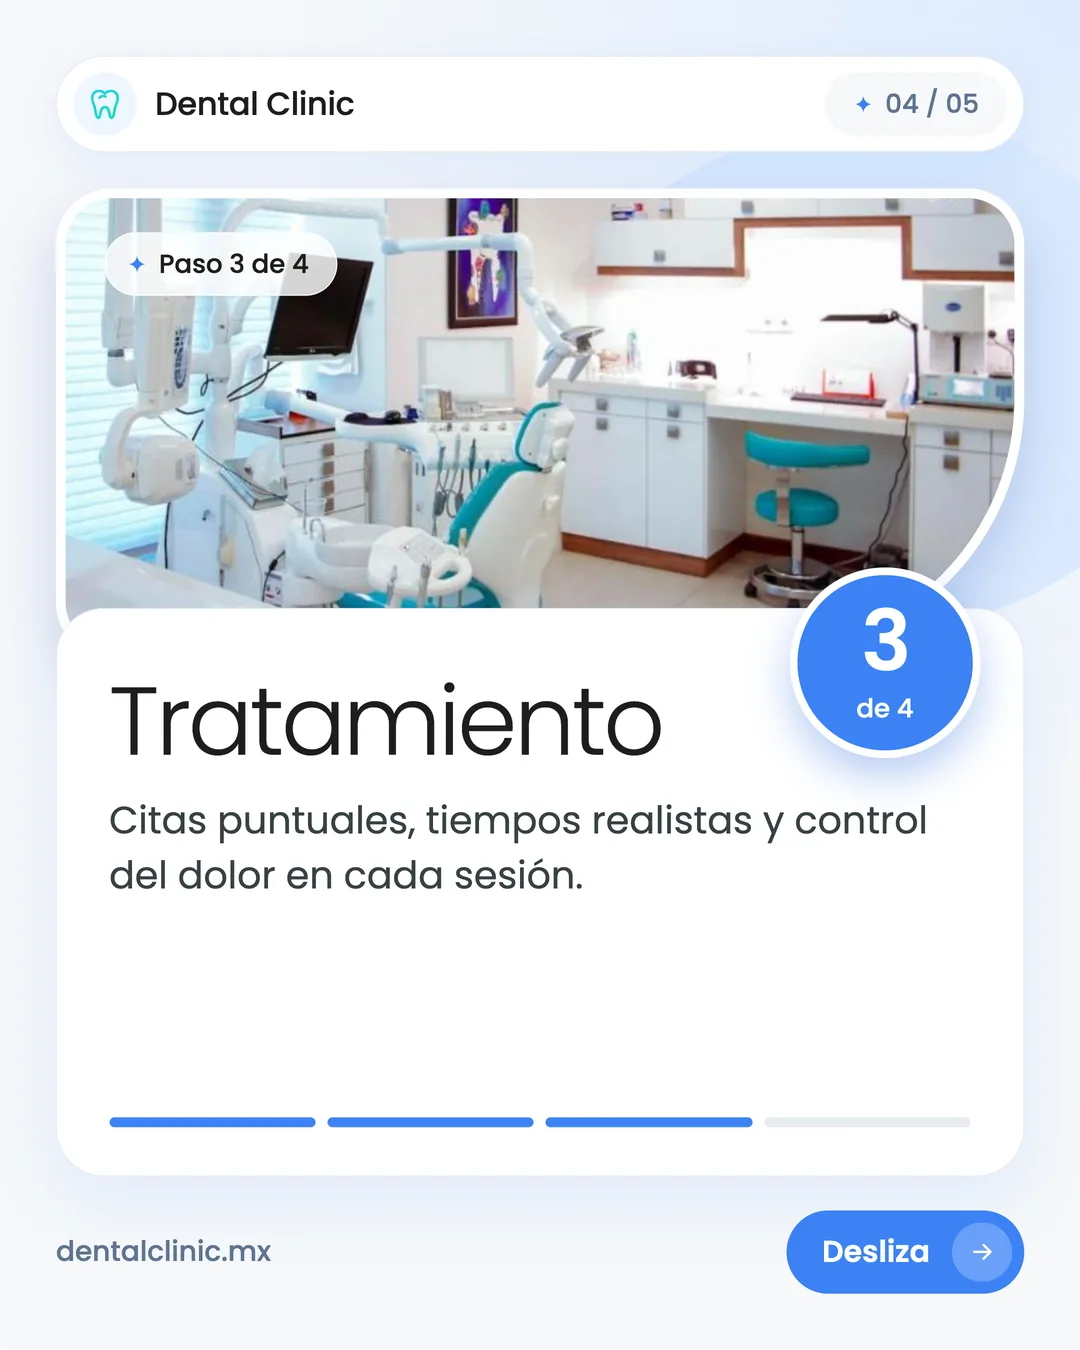 Dental Clinic
04 / 05
Paso 3 de 4
3
de 4
Tratamiento
Citas puntuales, tiempos realistas y control
del dolor en cada sesión.
dentalclinic.mx
Desliza